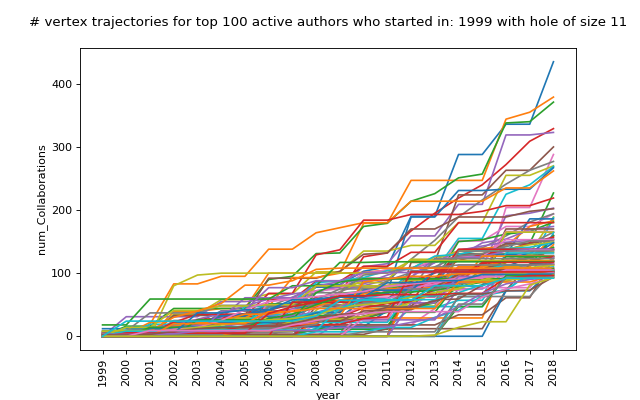 # vertex trajectories for top 100 active authors who started in: 1999 with hole of size 11
num_Collaborations
400
300
200
100
0
1999 2000 2001 2002 2003 2004 2005 2006 2007 2008 2009 2010 2011 2012 2013 2014 2015 2016 2017 2018
year